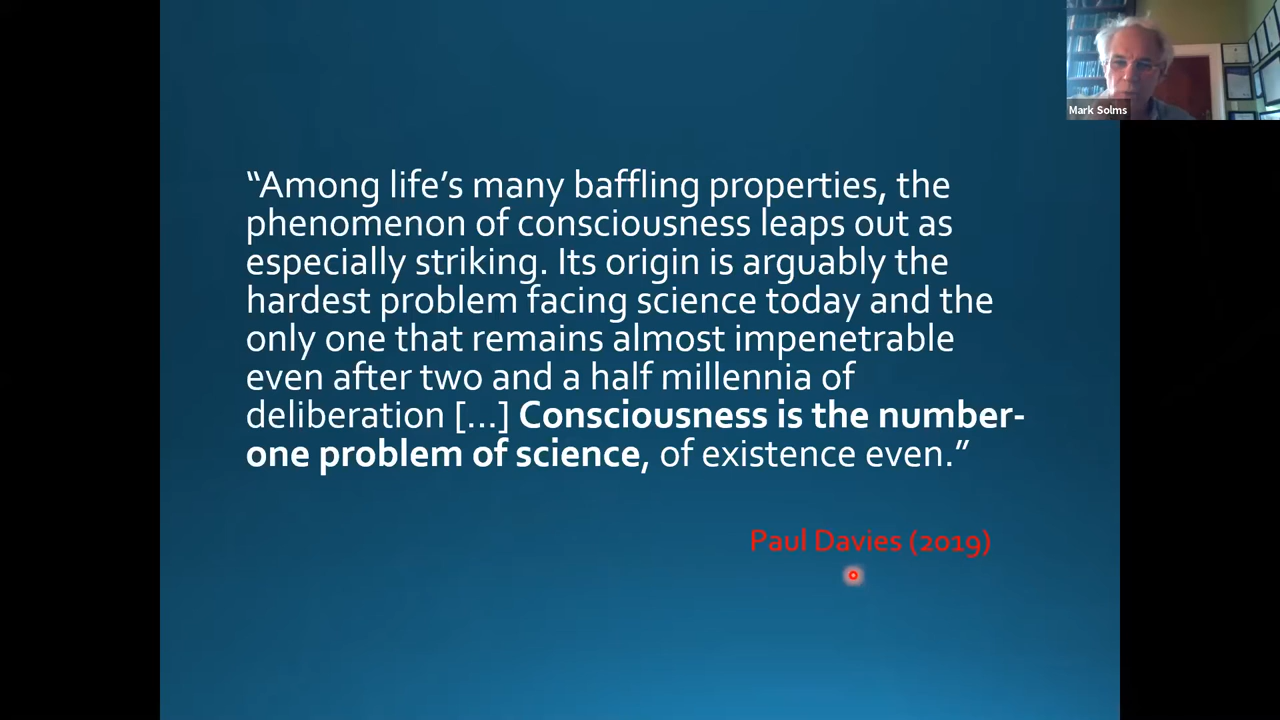 Mark Solms
“Among life’s many baffling properties, the
phenomenon of consciousness leaps out as
especially striking. Its origin is arguably the
hardest problem facing science today and the
only one that remains almost impenetrable
even after two and a half millennia of
deliberation [...] Consciousness is the number-
one problem of science, of existence even.”
Paul Davies (2019)